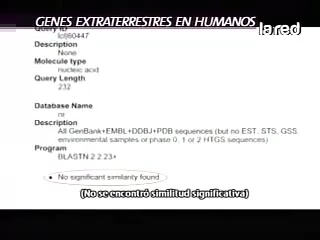 GENES EXTRATERRESTRES EN HUMANOS
la red
Query ID
lcl|60447
Description
None
Molecule type
nucleic acid
Query Length
232
Database Name
nr
Description
All GenBank+EMBL+DDBJ+PDB sequences (but no EST, STS, GSS,
environmental samples or phase 0, 1 or 2 HTGS sequences)
Program
BLASTN 2.2.23+
• No significant similarity found
(No se encontró similitud significativa)